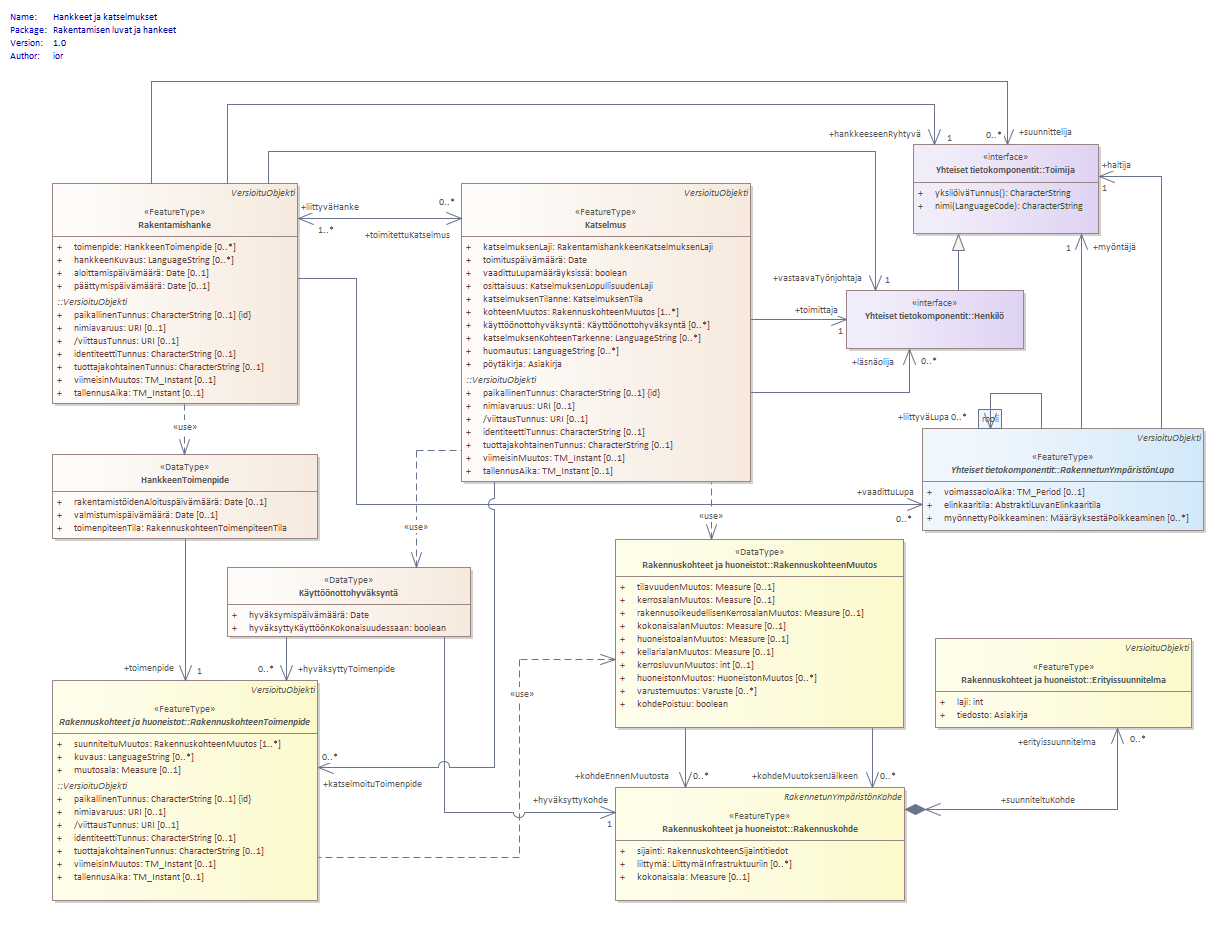 Name: Hankkeet ja katselmukset
Package: Rakentamisen luvat ja hankeet
Version: 1.0
Author: ior
+hankkeeseenRyhtyvä
1
0..*
+suunnittelija
«interface»
Yhteiset tietokomponentit::Toimija
+ yksilöiväTunnus(): CharacterString
+ nimi(LanguageCode): CharacterString
+haltija
1
1
+myöntäjä
VersioituObjekti
«FeatureType»
Rakentamishanke
+ toimenpide: HankkeenToimenpide [0..*]
+ hankkeenKuvaus: LanguageString [0..*]
+ aloittamispäivämäärä: Date [0..1]
+ päättymispäivämäärä: Date [0..1]
::VersioituObjekti
+ paikallinenTunnus: CharacterString [0..1] {id}
+ nimiavaruus: URI [0..1]
+ /viittausTunnus: URI [0..1]
+ identiteettiTunnus: CharacterString [0..1]
+ tuottajakohtainenTunnus: CharacterString [0..1]
+ viimeisinMuutos: TM_Instant [0..1]
+ tallennusAika: TM_Instant [0..1]
+liittyväHanke
1..*
0..*
+toimitettuKatselmus
VersioituObjekti
«FeatureType»
Katselmus
+ katselmuksenLaji: RakentamishankkeenKatselmuksenLaji
+ toimituspäivämäärä: Date
+ vaadittuLupamääräyksissä: boolean
+ osittaisuus: KatselmuksenLopullisuudenLaji
+ katselmuksenTilanne: KatselmuksenTila
+ kohteenMuutos: RakennuskohteenMuutos [1..*]
+ käyttöönottohyväksyntä: Käyttöönottohyväksyntä [0..*]
+ katselmuksenKohteenTarkenne: LanguageString [0..*]
+ huomautus: LanguageString [0..*]
+ pöytäkirja: Asiakirja
::VersioituObjekti
+ paikallinenTunnus: CharacterString [0..1] {id}
+ nimiavaruus: URI [0..1]
+ /viittausTunnus: URI [0..1]
+ identiteettiTunnus: CharacterString [0..1]
+ tuottajakohtainenTunnus: CharacterString [0..1]
+ viimeisinMuutos: TM_Instant [0..1]
+ tallennusAika: TM_Instant [0..1]
+vastaavaTyönjohtaja
1
+toimittaja
1
«interface»
Yhteiset tietokomponentit::Henkilö
+läsnäolija
0..*
+liittyväLupa 0..*
VersioituObjekti
«FeatureType»
Yhteiset tietokomponentit::RakennetunYmpäristönLupa
+ voimassaoloAika: TM_Period [0..1]
+ elinkaaritila: AbstraktiLuvanElinkaaritila
+ myönnettyPoikkeaminen: MääräyksestäPoikkeaminen [0..*]
+vaadittuLupa
0..*
«use»
«DataType»
HankkeenToimenpide
+ rakentamistöidenAloituspäivämäärä: Date [0..1]
+ valmistumispäivämäärä: Date [0..1]
+ toimenpiteenTila: RakennuskohteenToimenpiteenTila
«use»
«use»
«DataType»
Käyttöönottohyväksyntä
+ hyväksymispäivämäärä: Date
+ hyväksyttyKäyttöönKokonaisuudessaan: boolean
«DataType»
Rakennuskohteet ja huoneistot::RakennuskohteenMuutos
+ tilavuudenMuutos: Measure [0..1]
+ kerrosalanMuutos: Measure [0..1]
+ rakennusoikeudellisenKerrosalanMuutos: Measure [0..1]
+ kokonaisalanMuutos: Measure [0..1]
+ huoneistoalanMuutos: Measure [0..1]
+ kellarialanMuutos: Measure [0..1]
+ kerrosluvunMuutos: int [0..1]
+ huoneistonMuutos: HuoneistonMuutos [0..*]
+ varustemuutos: Varuste [0..*]
+ kohdePoistuu: boolean
VersioituObjekti
«FeatureType»
Rakennuskohteet ja huoneistot::Erityissuunnitelma
+ laji: int
+ tiedosto: Asiakirja
+erityissuunnitelma
0..*
+toimenpide
1
0..*
+hyväksyttyToimenpide
«use»
VersioituObjekti
«FeatureType»
Rakennuskohteet ja huoneistot::RakennuskohteenToimenpide
+ suunniteltuMuutos: RakennuskohteenMuutos [1..*]
+ kuvaus: LanguageString [0..*]
+ muutosala: Measure [0..1]
::VersioituObjekti
+ paikallinenTunnus: CharacterString [0..1] {id}
+ nimiavaruus: URI [0..1]
+ /viittausTunnus: URI [0..1]
+ identiteettiTunnus: CharacterString [0..1]
+ tuottajakohtainenTunnus: CharacterString [0..1]
+ viimeisinMuutos: TM_Instant [0..1]
+ tallennusAika: TM_Instant [0..1]
0..*
+katselmoituToimenpide
+kohdeEnnenMuutosta
0..*
+kohdeMuutoksenJälkeen
0..*
+hyväksyttyKohde
1
+suunniteltuKohde
RakennetunYmpäristönKohde
«FeatureType»
Rakennuskohteet ja huoneistot::Rakennuskohde
+ sijainti: RakennuskohteenSijaintitiedot
+ liittymä: LiittymäInfrastruktuuriin [0..*]
+ kokonaisala: Measure [0..1]